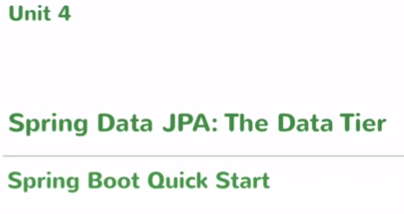 Unit 4
Spring Data JPA: The Data Tier
Spring Boot Quick Start